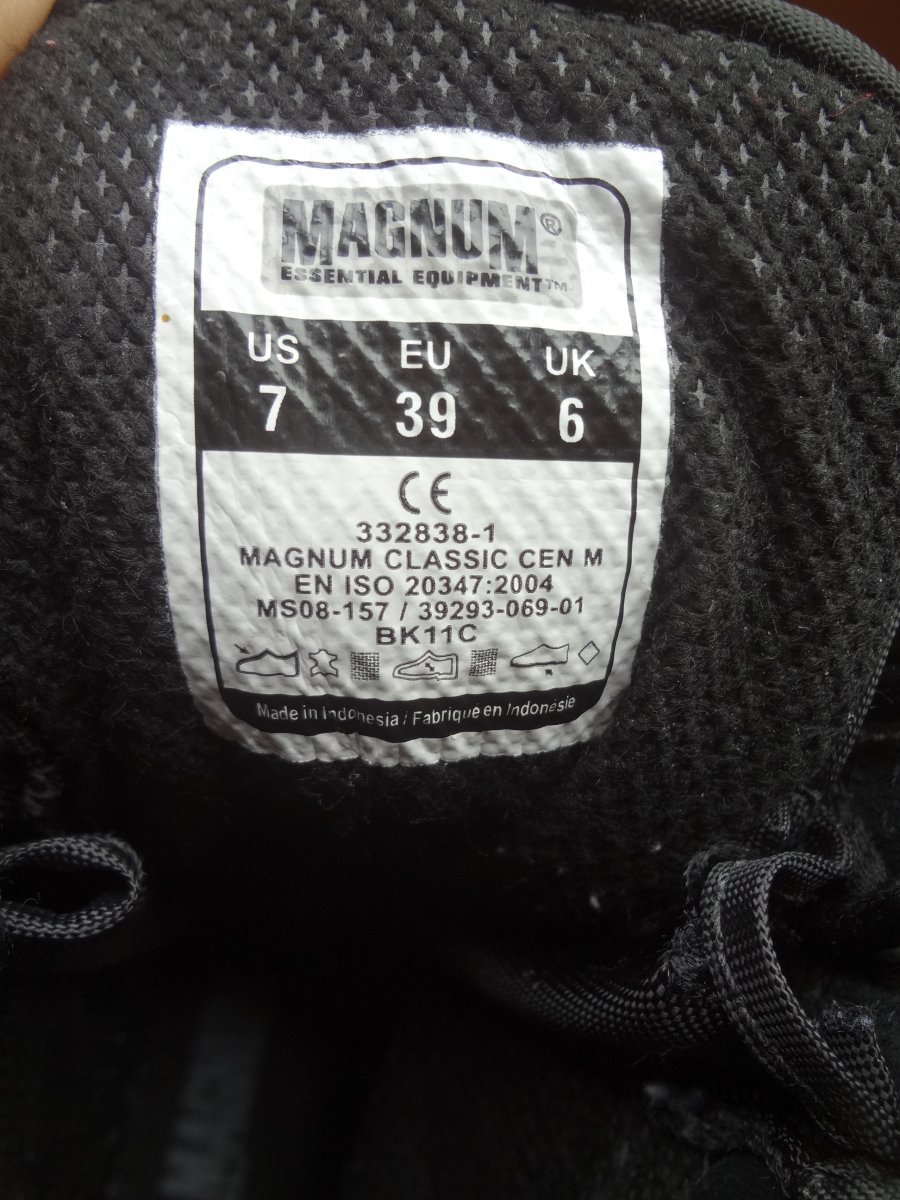 MAGNUM®
ESSENTIAL EQUIPMENT™
US EU UK
7 39 6
CE
332838-1
MAGNUM CLASSIC CEN M
EN ISO 20347:2004
MS08-157 / 39293-069-01
BK11C
Made in Indonesia / Fabriqué en Indonésie